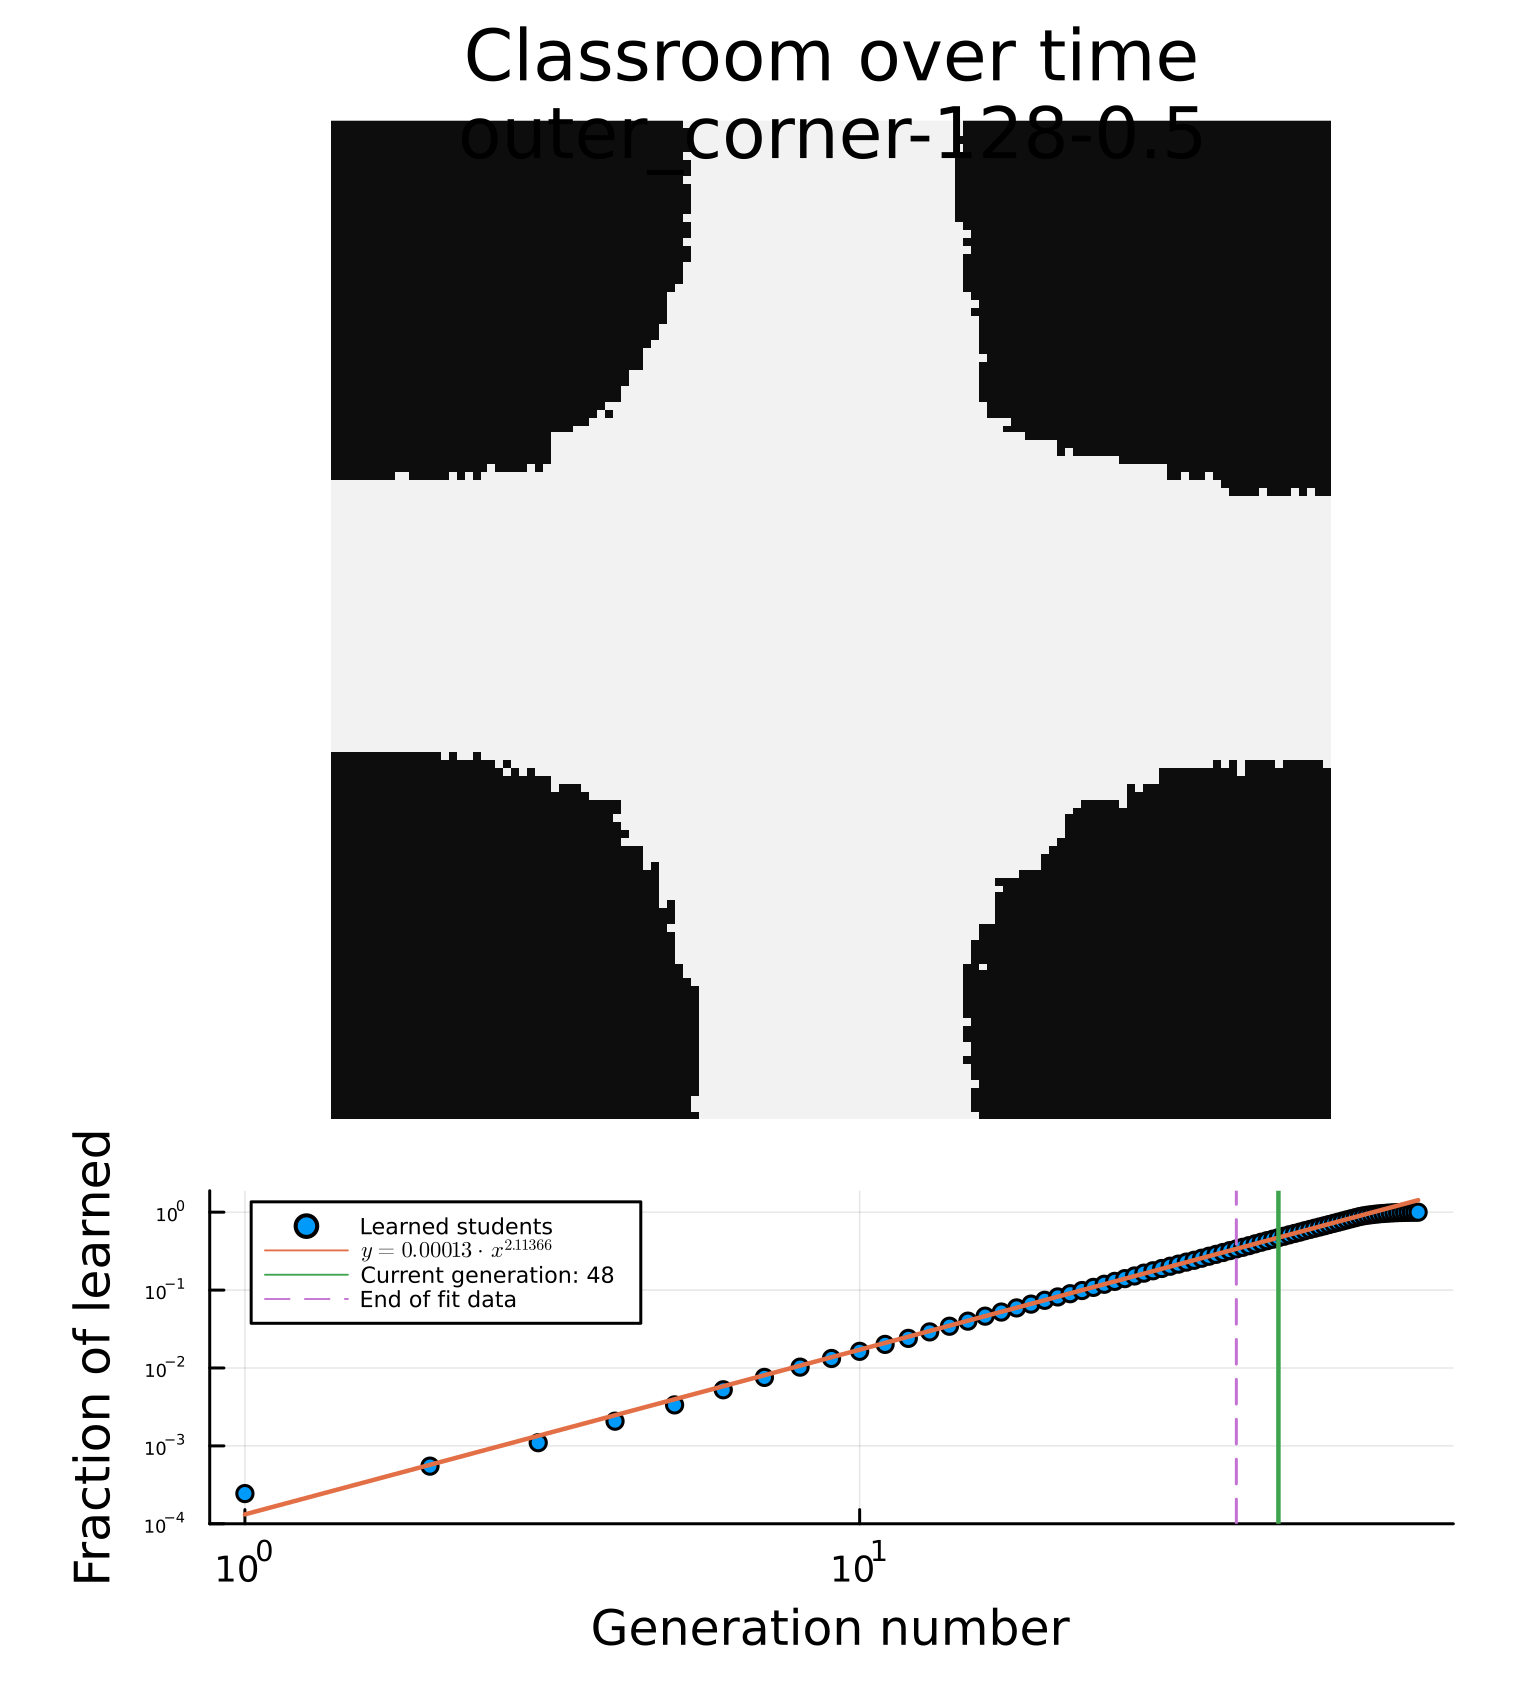 Classroom over time
outer_corner-128-0.5
Fraction of learned
10^0
10^-1
10^-2
10^-3
10^-4
Learned students
y = 0.00013 · x^2.11366
Current generation: 48
End of fit data
10^0
10^1
Generation number